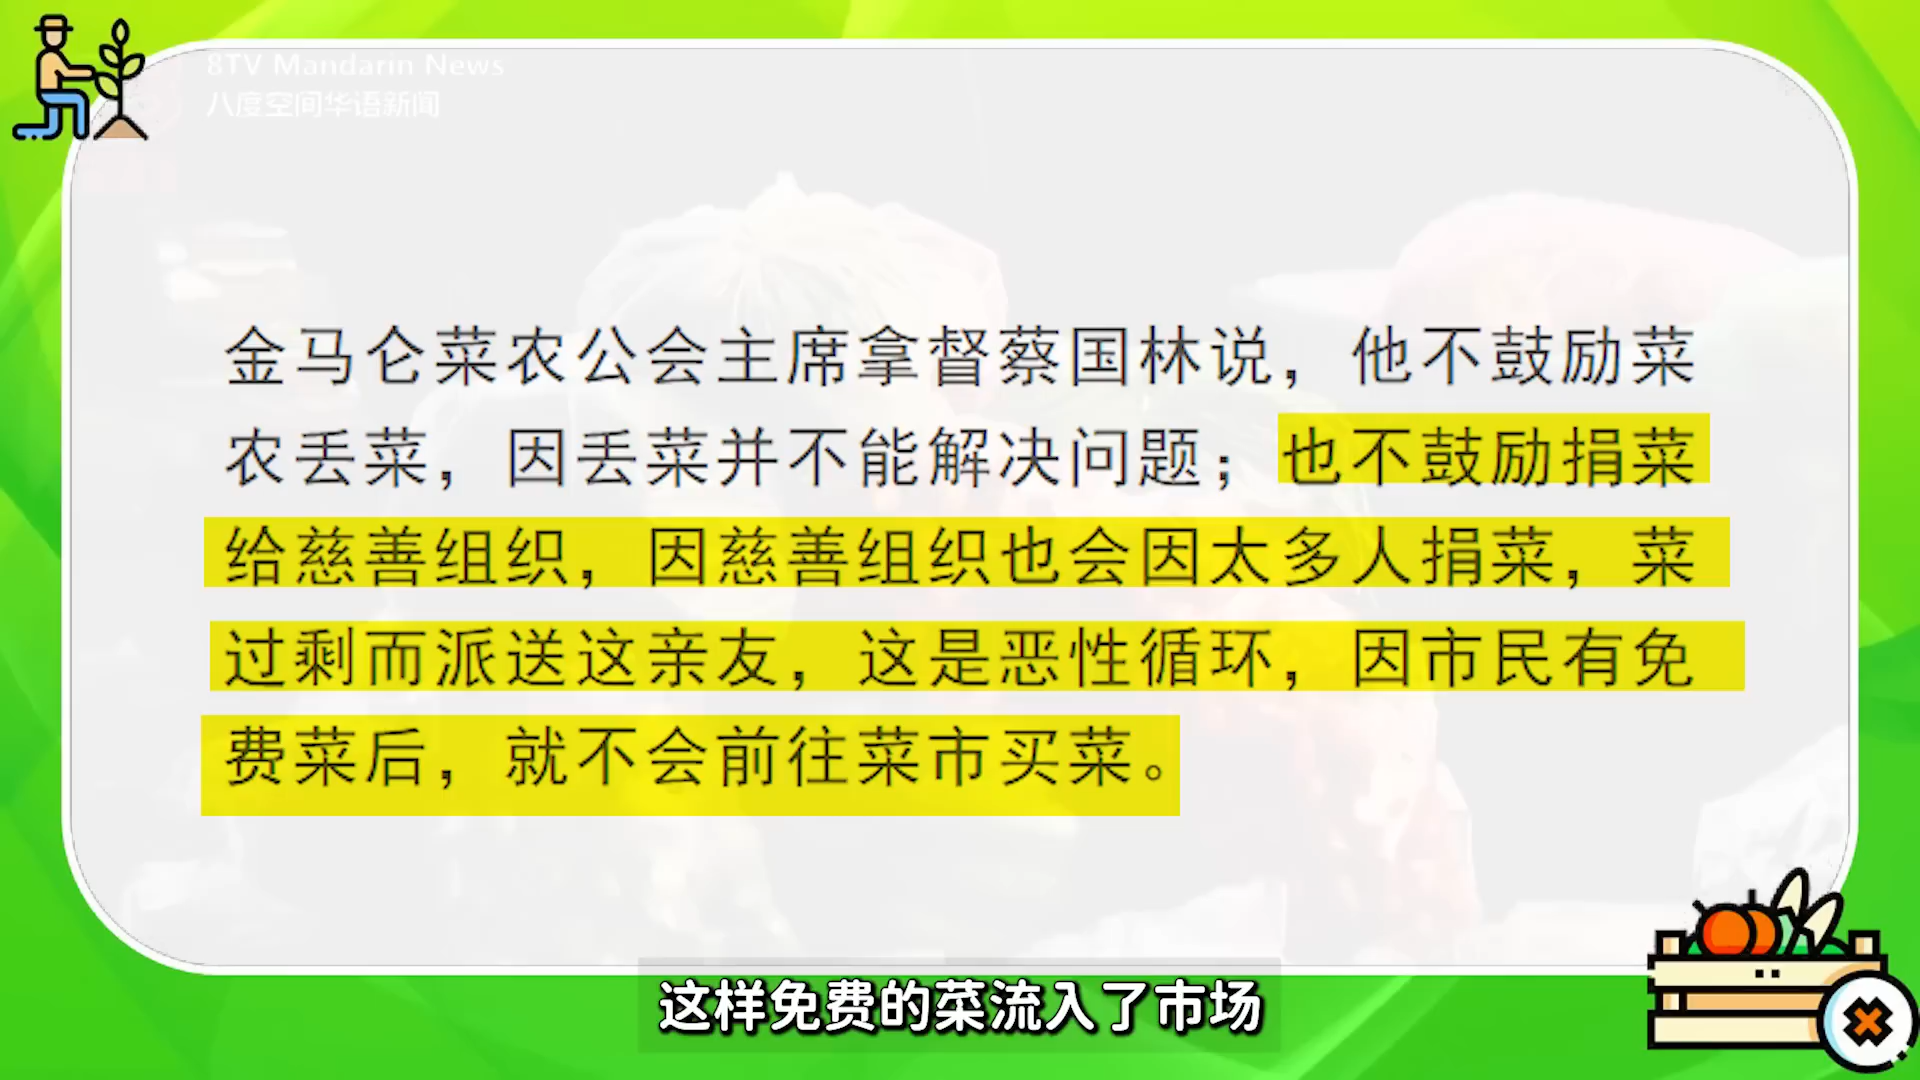 8TV Mandarin News
八度空间华语新闻
金马仑菜农公会主席拿督蔡国林说，他不鼓励菜
农丢菜，因丢菜并不能解决问题；也不鼓励捐菜
给慈善组织，因慈善组织也会因太多人捐菜，菜
过剩而派送这亲友，这是恶性循环，因市民有免
费菜后，就不会前往菜市买菜。
这样免费的菜流入了市场